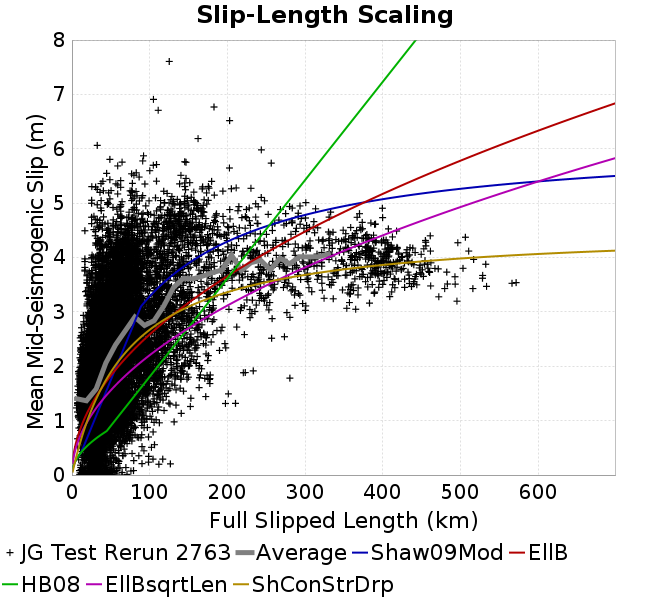 Slip-Length Scaling
Mean Mid-Seismogenic Slip (m)
8
7
6
5
4
3
2
1
0
0 100 200 300 400 500 600
Full Slipped Length (km)
JG Test Rerun 2763 Average Shaw09Mod EllB
HB08 EllBsqrtLen ShConStrDrp